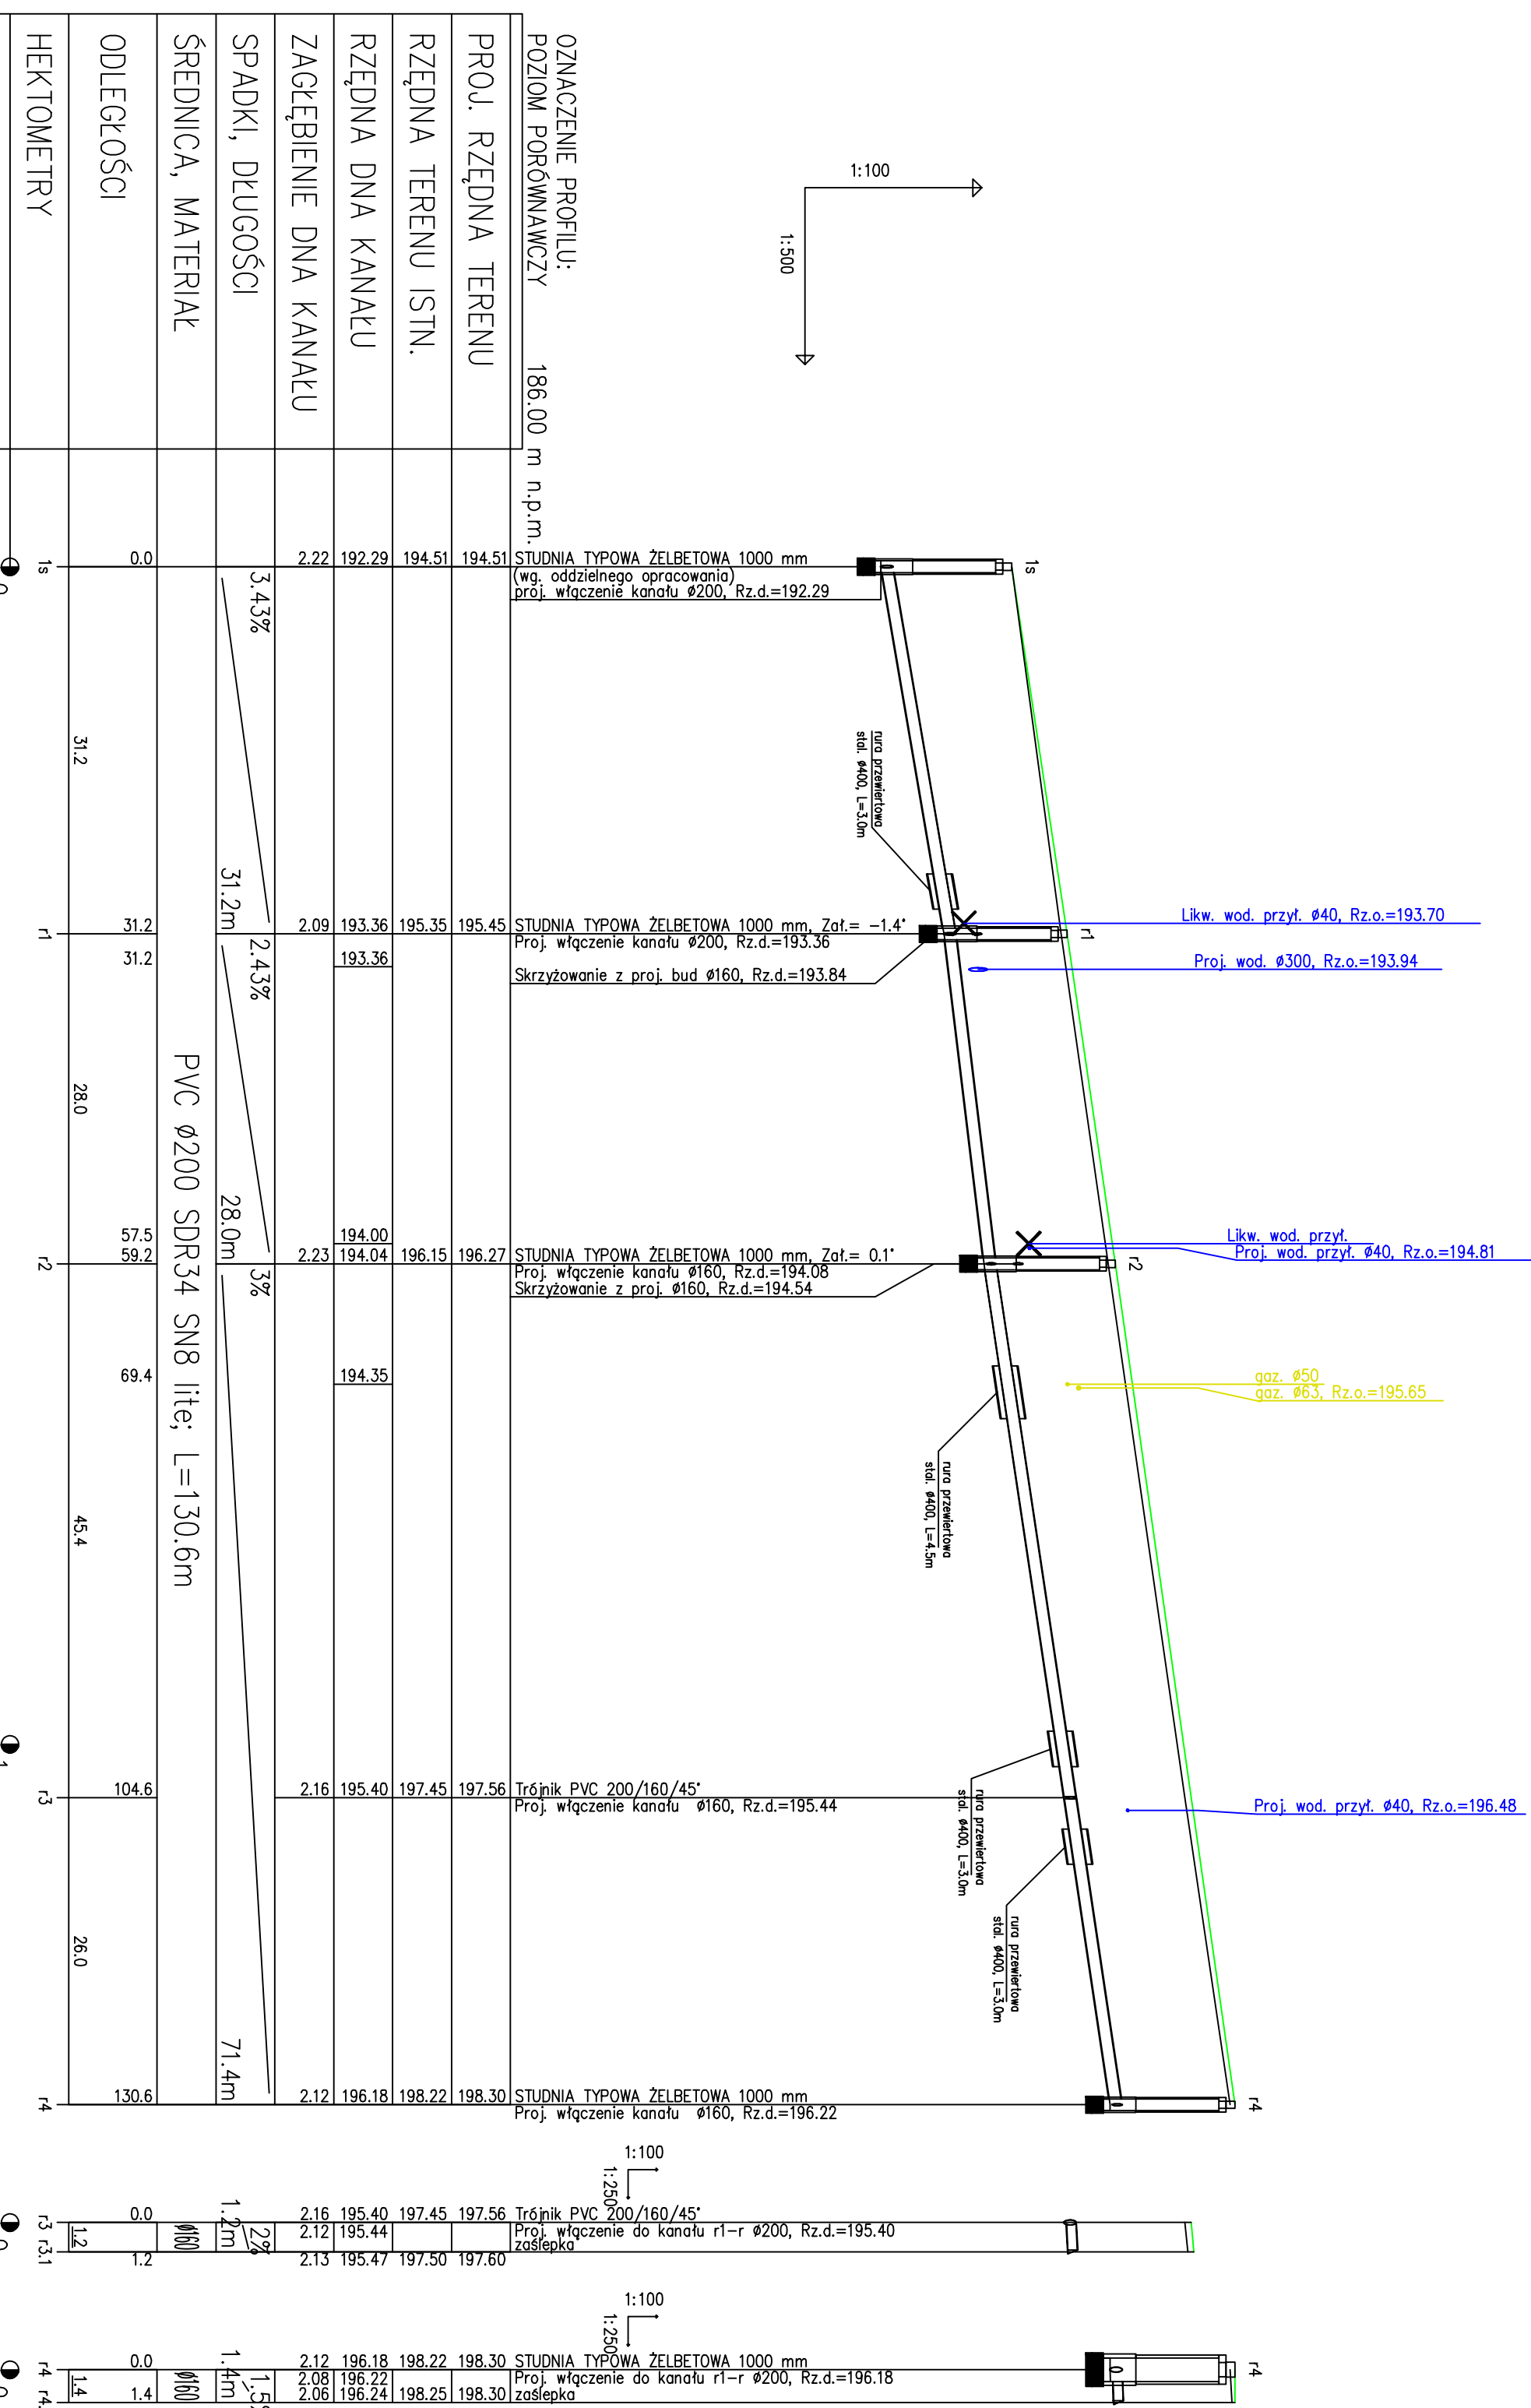 OZNACZENIE PROFILU:
POZIOM PORÓWNAWCZY 186.00 m n.p.m.
1:100
1:500
PROJ. RZĘDNA TERENU
194.51 195.45 196.27 197.56 198.30
RZĘDNA TERENU ISTN.
194.51 195.35 196.15 197.45 198.22
RZĘDNA DNA KANAŁU
192.29 193.36 193.36 194.00 194.04 194.35 195.40 196.18
ZAGŁĘBIENIE DNA KANAŁU
2.22 2.09 2.23 2.16 2.12
SPADKI, DŁUGOŚCI
3.43% 31.2m 2.43% 28.0m 3% 71.4m
ŚREDNICA, MATERIAŁ
PVC Ø200 SDR34 SN8 lite; L=130.6m
ODLEGŁOŚCI
0.0 31.2 31.2 57.5 59.2 69.4 104.6 130.6
31.2 28.0 45.4 26.0
HEKTOMETRY
1s r1 r2 r3 r4
STUDNIA TYPOWA ŻELBETOWA 1000 mm
(wg. oddzielnego opracowania)
proj. włączenie kanału Ø200, Rz.d.=192.29
STUDNIA TYPOWA ŻELBETOWA 1000 mm, Zał.= -1.4°
Proj. włączenie kanału Ø200, Rz.d.=193.36
Skrzyżowanie z proj. bud Ø160, Rz.d.=193.84
STUDNIA TYPOWA ŻELBETOWA 1000 mm, Zał.= 0.1°
Proj. włączenie kanału Ø160, Rz.d.=194.08
Skrzyżowanie z proj. Ø160, Rz.d.=194.54
Trójnik PVC 200/160/45°
Proj. włączenie kanału Ø160, Rz.d.=195.44
STUDNIA TYPOWA ŻELBETOWA 1000 mm
Proj. włączenie kanału Ø160, Rz.d.=196.22
1s
r1
r2
r4
rura przewiertowa
stal. Ø400, L=3.0m
rura przewiertowa
stal. Ø400, L=4.5m
rura przewiertowa
stal. Ø400, L=3.0m
rura przewiertowa
stal. Ø400, L=3.0m
Likw. wod. przył. Ø40, Rz.o.=193.70
Proj. wod. Ø300, Rz.o.=193.94
Likw. wod. przył.
Proj. wod. przył. Ø40, Rz.o.=194.81
gaz. Ø50
gaz. Ø63, Rz.o.=195.65
Proj. wod. przył. Ø40, Rz.o.=196.48
1:100
1:250
Trójnik PVC 200/160/45°
Proj. włączenie do kanału r1-r Ø200, Rz.d.=195.40
zaślepka
197.56 197.60
197.45 197.50
195.40 195.44 195.47
2.16 2.12 2.13
2%
1.2m
Ø160
0.0 1.2
1.2
r3 r3.1
1:100
1:250
r4
STUDNIA TYPOWA ŻELBETOWA 1000 mm
Proj. włączenie do kanału r1-r Ø200, Rz.d.=196.18
zaślepka
198.30 198.30
198.22 198.25
196.18 196.22 196.24
2.12 2.08 2.06
1.4m
Ø160
0.0 1.4
1.4
r4